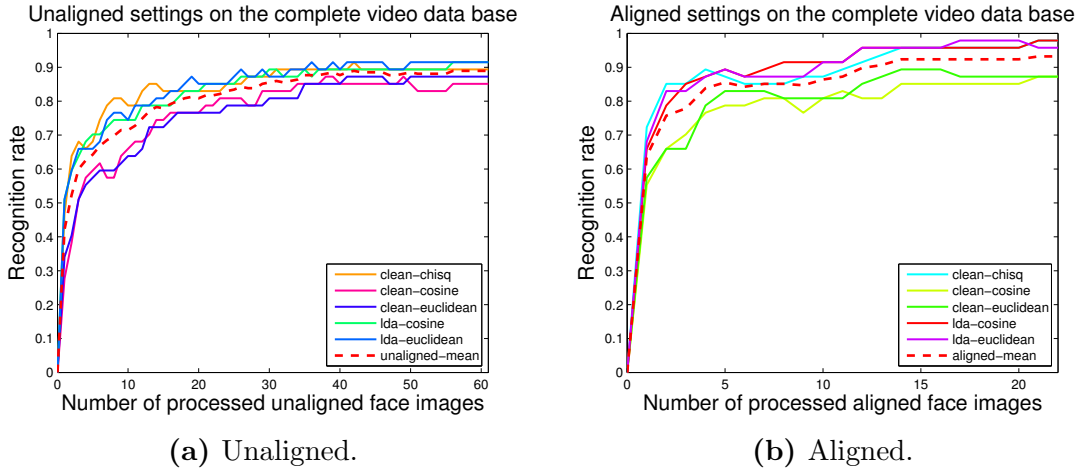 Unaligned settings on the complete video data base
1
0.9
0.8
0.7
0.6
0.5
0.4
0.3
0.2
0.1
0
Recognition rate
clean-chisq
clean-cosine
clean-euclidean
lda-cosine
lda-euclidean
unaligned-mean
0 10 20 30 40 50 60
Number of processed unaligned face images
(a) Unaligned.
Aligned settings on the complete video data base
1
0.9
0.8
0.7
0.6
0.5
0.4
0.3
0.2
0.1
0
Recognition rate
clean-chisq
clean-cosine
clean-euclidean
lda-cosine
lda-euclidean
aligned-mean
0 5 10 15 20
Number of processed aligned face images
(b) Aligned.